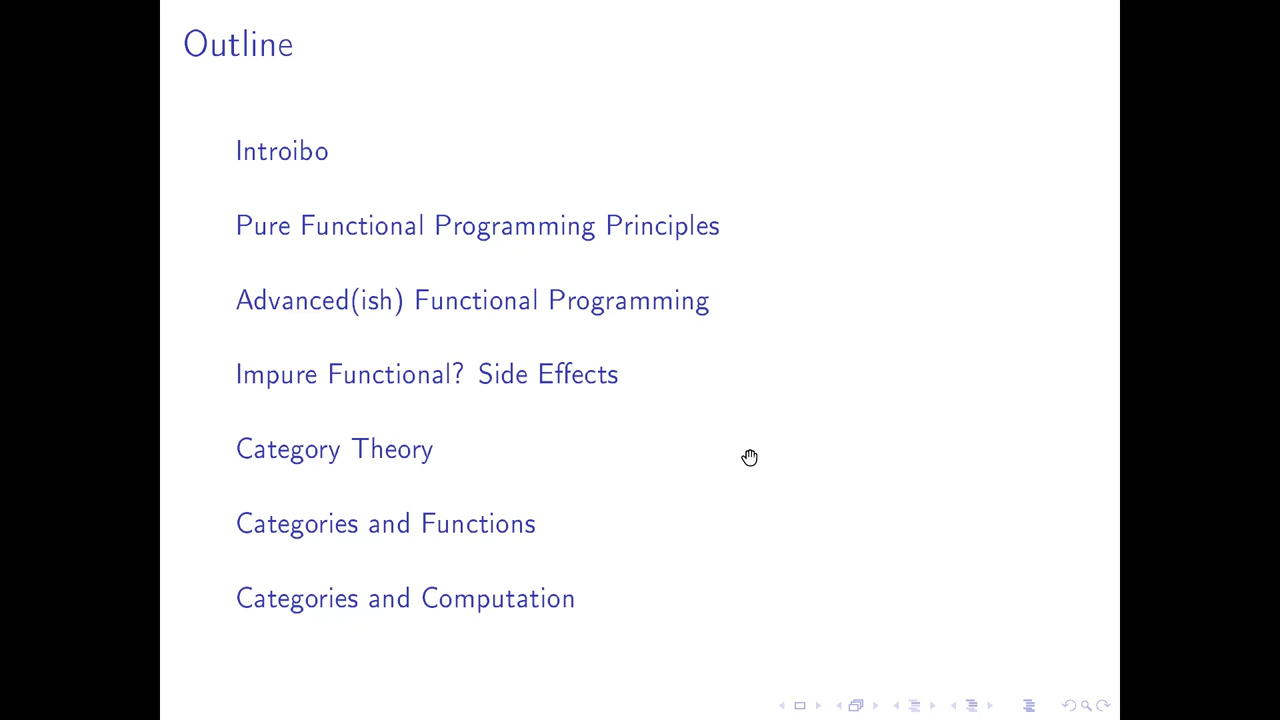 Outline
Introibo
Pure Functional Programming Principles
Advanced(ish) Functional Programming
Impure Functional? Side Effects
Category Theory
Categories and Functions
Categories and Computation